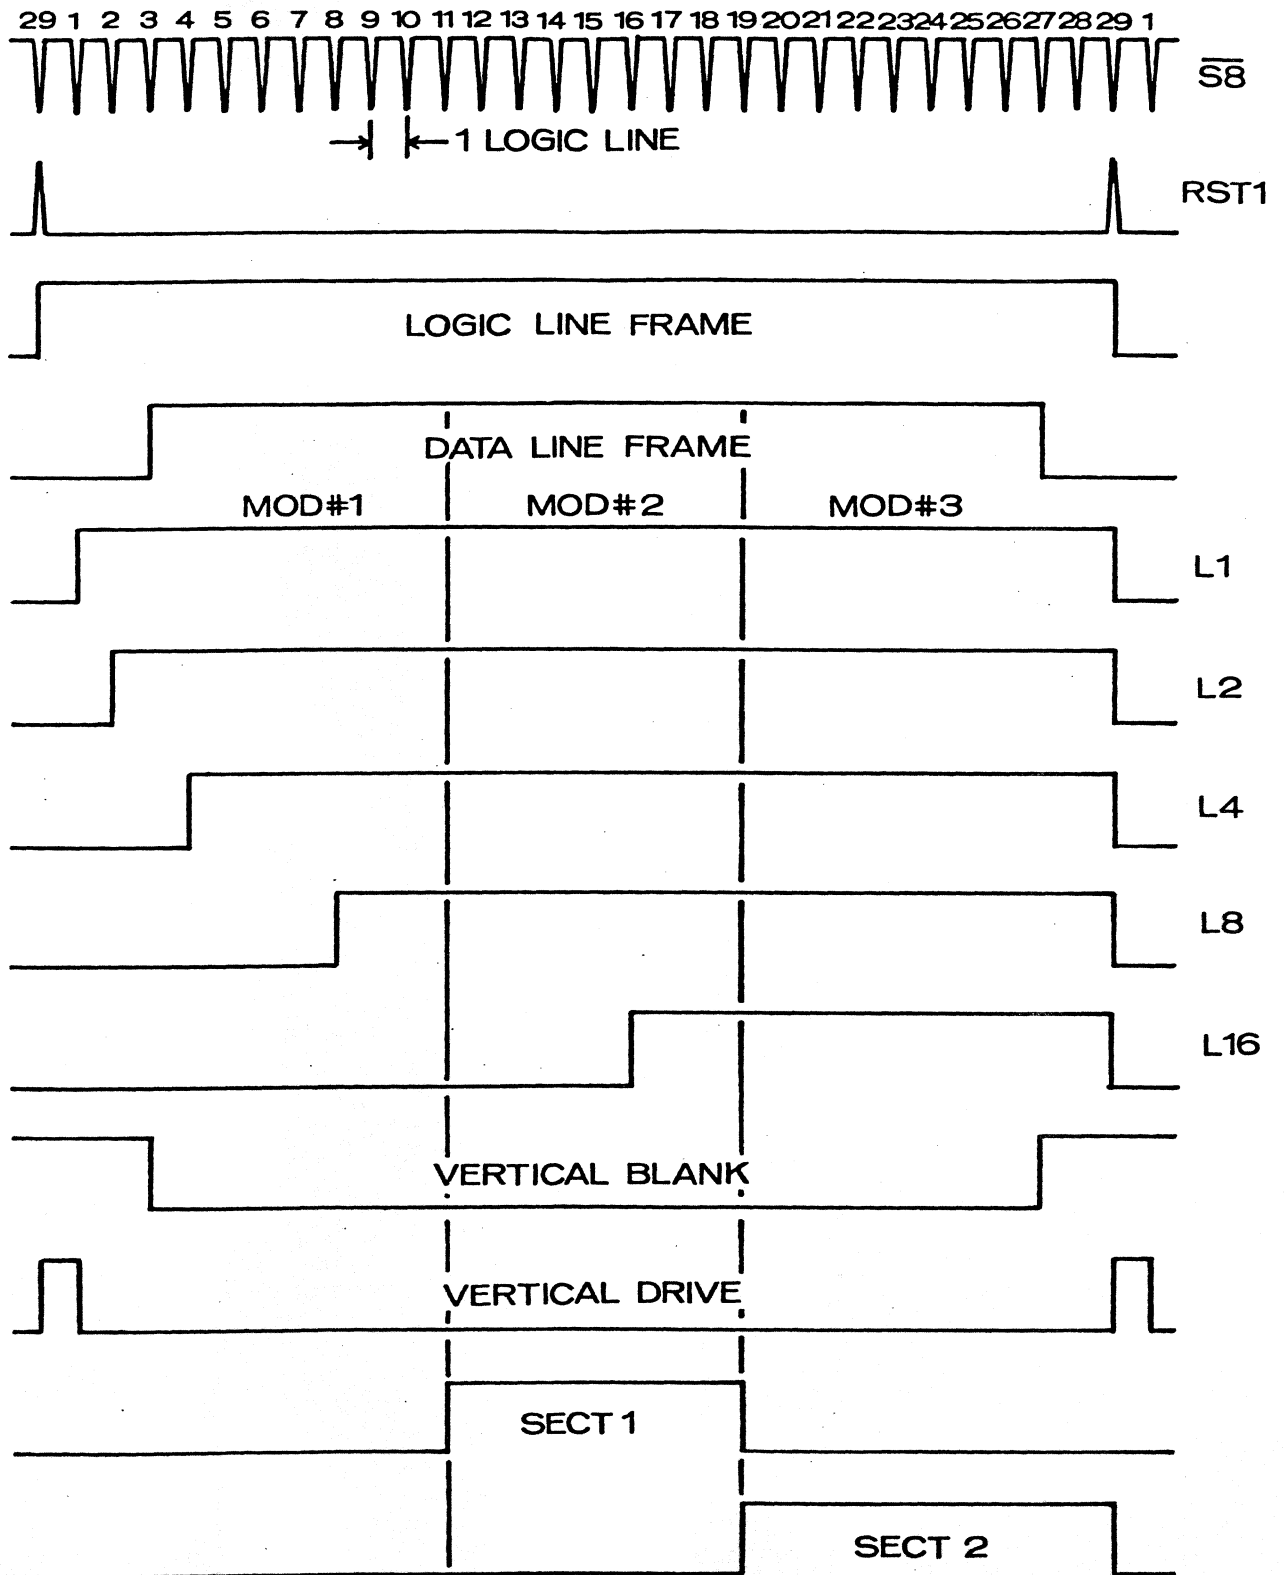 29 1 2 3 4 5 6 7 8 9 10 11 12 13 14 15 16 17 18 19 20 21 22 23 24 25 26 27 28 29 1
S8
1 LOGIC LINE
RST1
LOGIC LINE FRAME
DATA LINE FRAME
MOD#1 MOD#2 MOD#3
L1
L2
L4
L8
L16
VERTICAL BLANK
VERTICAL DRIVE
SECT 1
SECT 2